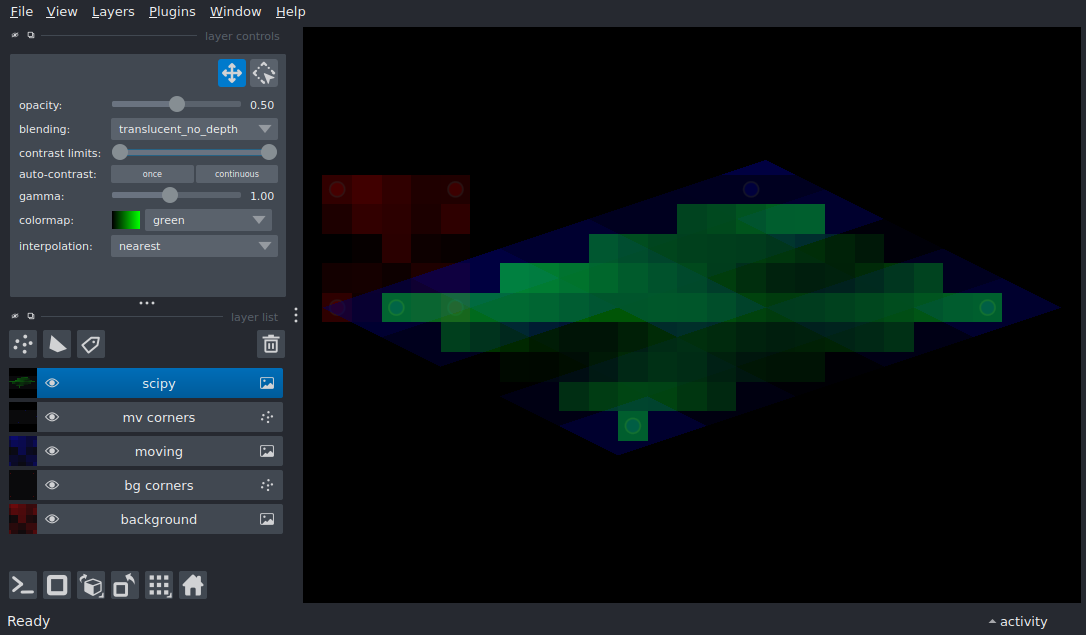 File View Layers Plugins Window Help
layer controls
opacity: 0.50
blending: translucent_no_depth
contrast limits:
auto-contrast: once continuous
gamma: 1.00
colormap: green
interpolation: nearest
layer list
scipy
mv corners
moving
bg corners
background
Ready activity